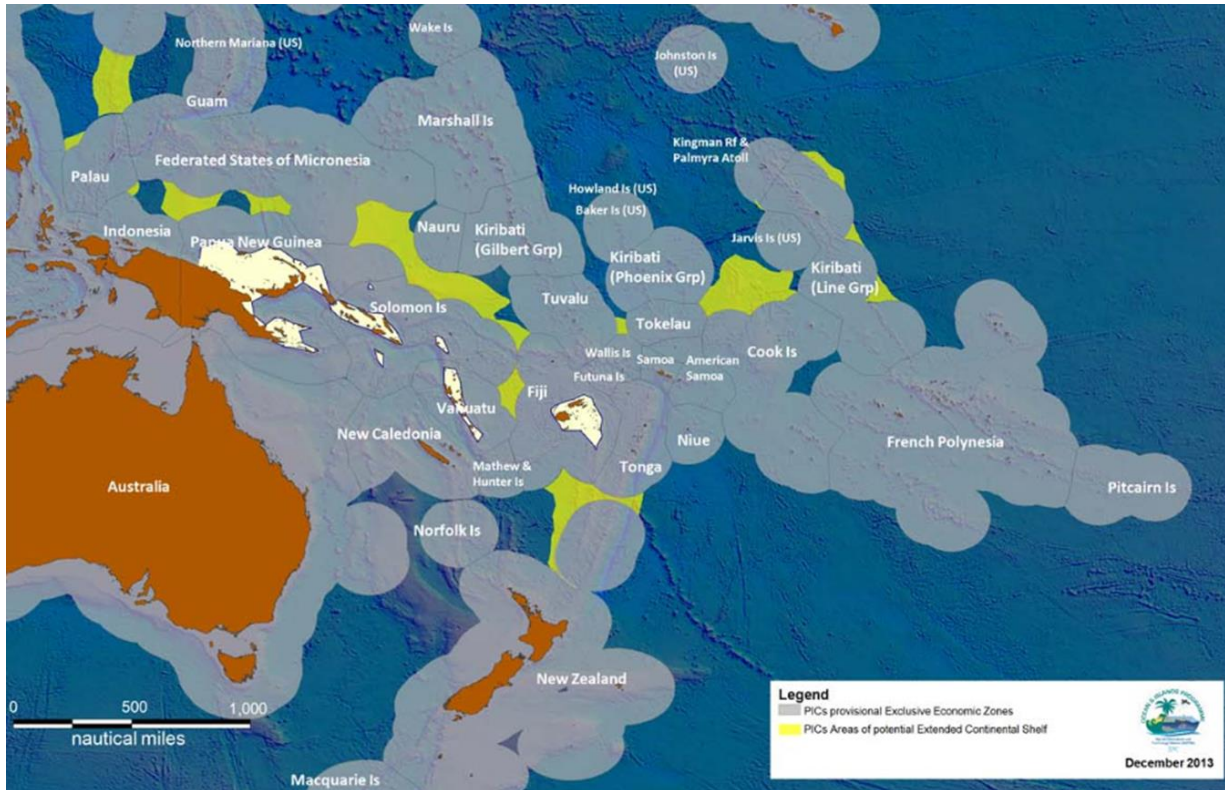 Wake Is
Northern Mariana (US)
Johnston Is
(US)
Guam
Marshall Is
Kingman Rf &
Palmyra Atoll
Federated States of Micronesia
Palau
Howland Is (US)
Baker Is (US)
Nauru
Kiribati
(Gilbert Grp)
Jarvis Is (US)
Indonesia
Papua New Guinea
Kiribati
(Phoenix Grp)
Kiribati
(Line Grp)
Solomon Is
Tuvalu
Tokelau
Wallis Is
Samoa
American
Samoa
Cook Is
Futuna Is
Fiji
Vanuatu
New Caledonia
Niue
French Polynesia
Mathew &
Hunter Is
Tonga
Australia
Pitcairn Is
Norfolk Is
New Zealand
0 500 1,000
nautical miles
Macquarie Is
Legend
PICs provisional Exclusive Economic Zones
PICs Areas of potential Extended Continental Shelf
OCEAN & ISLANDS PROGRAMME
SPC
December 2013